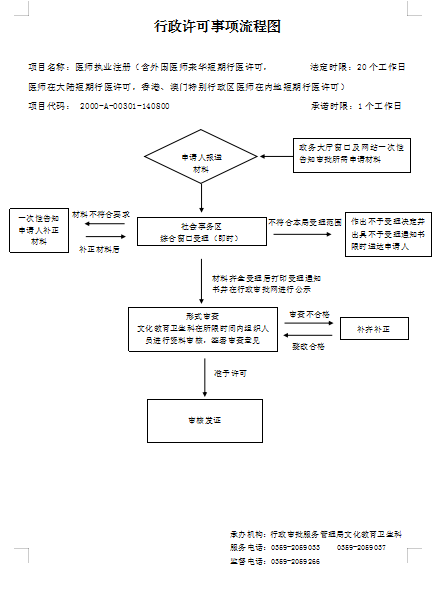 行政许可事项流程图
项目名称：医师执业注册（含外国医师来华短期行医许可，
法定时限：20个工作日
医师在大陆短期行医许可，香港、澳门特别行政区医师在内地短期行医许可）
项目代码： 2000-A-00301-140800
承诺时限：1个工作日
申请人报送
材料
政务大厅窗口及网站一次性
告知审批所需申请材料
一次性告知
申请人补正
材料
材料不符合要求
补正材料后
社会事务区
综合窗口受理（即时）
不符合本局受理范围
作出不予受理决定并
出具不予受理通知书
限时送达申请人
材料齐全受理后打印受理通知
书并在行政审批网进行公示
形式审查
文化教育卫生科在所限时间内组织人
员进行资料审核，签署审查意见
审查不合格
验收合格
补齐补正
准予许可
审核发证
承办机构：行政审批服务管理局文化教育卫生科
服务电话：0359-2059033 0359-2059037
监督电话：0359-2059266